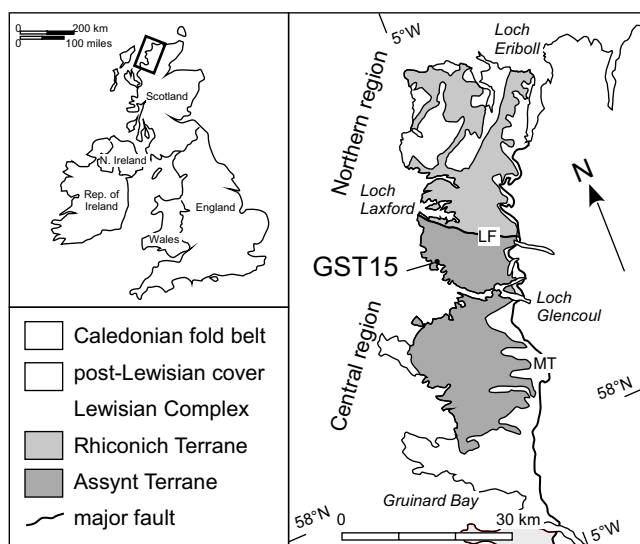 0 200 km
0 100 miles
Scotland
N. Ireland
Rep. of
Ireland
England
Wales
Caledonian fold belt
post-Lewisian cover
Lewisian Complex
Rhiconich Terrane
Assynt Terrane
major fault
5°W
Loch
Eriboll
Northern region
N
Loch
Laxford
LF
GST15
Loch
Glencoul
Central region
MT
58°N
Gruinard Bay
0 30 km
58°N
5°W